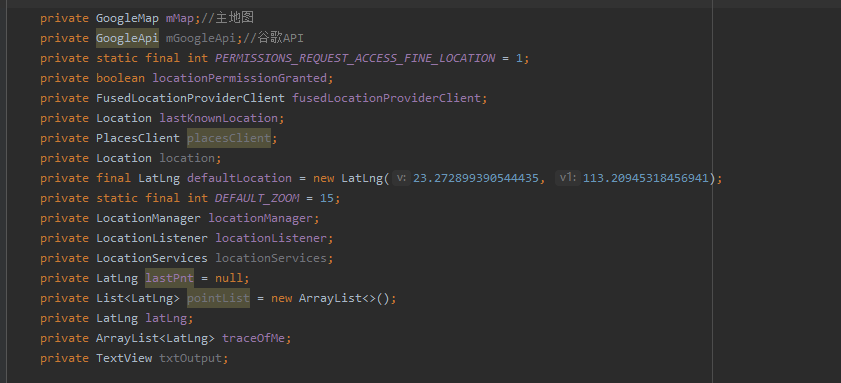 private GoogleMap mMap;//主地图
private GoogleApi mGoogleApi;//谷歌API
private static final int PERMISSIONS_REQUEST_ACCESS_FINE_LOCATION = 1;
private boolean locationPermissionGranted;
private FusedLocationProviderClient fusedLocationProviderClient;
private Location lastKnownLocation;
private PlacesClient placesClient;
private Location location;
private final LatLng defaultLocation = new LatLng( v: 23.272899390544435, v1: 113.20945318456941);
private static final int DEFAULT_ZOOM = 15;
private LocationManager locationManager;
private LocationListener locationListener;
private LocationServices locationServices;
private LatLng lastPnt = null;
private List<LatLng> pointList = new ArrayList<>();
private LatLng latLng;
private ArrayList<LatLng> traceOfMe;
private TextView txtOutput;